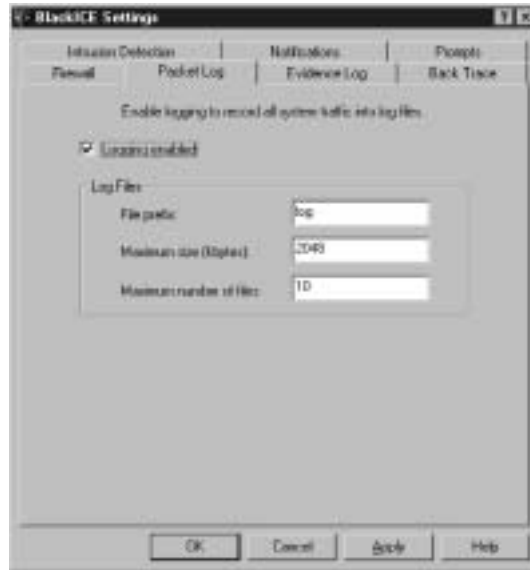 BlackICE Settings
Intrusion Detection Notifications Prompts
Firewall Packet Log Evidence Log Back Trace
Enable logging to record all system traffic into log files.
Logging enabled
Log Files
File prefix: log
Maximum size (kbytes): 2048
Maximum number of files: 10
OK Cancel Apply Help